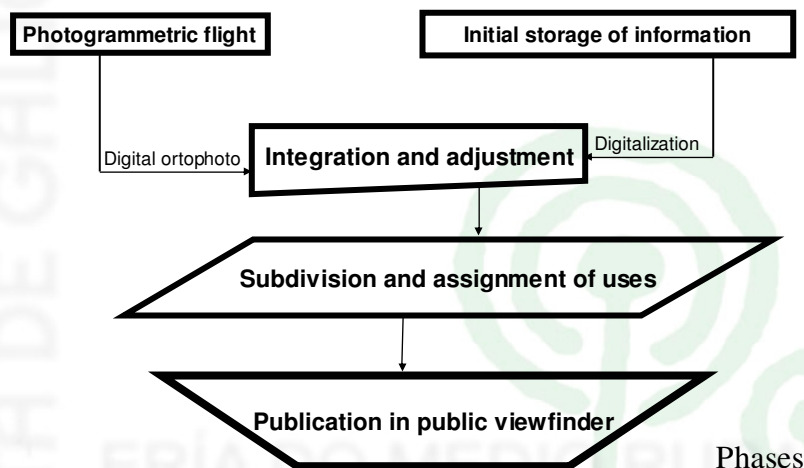 Photogrammetric flight
Initial storage of information
Digital ortophoto
Integration and adjustment
Digitalization
Subdivision and assignment of uses
Publication in public viewfinder
Phases